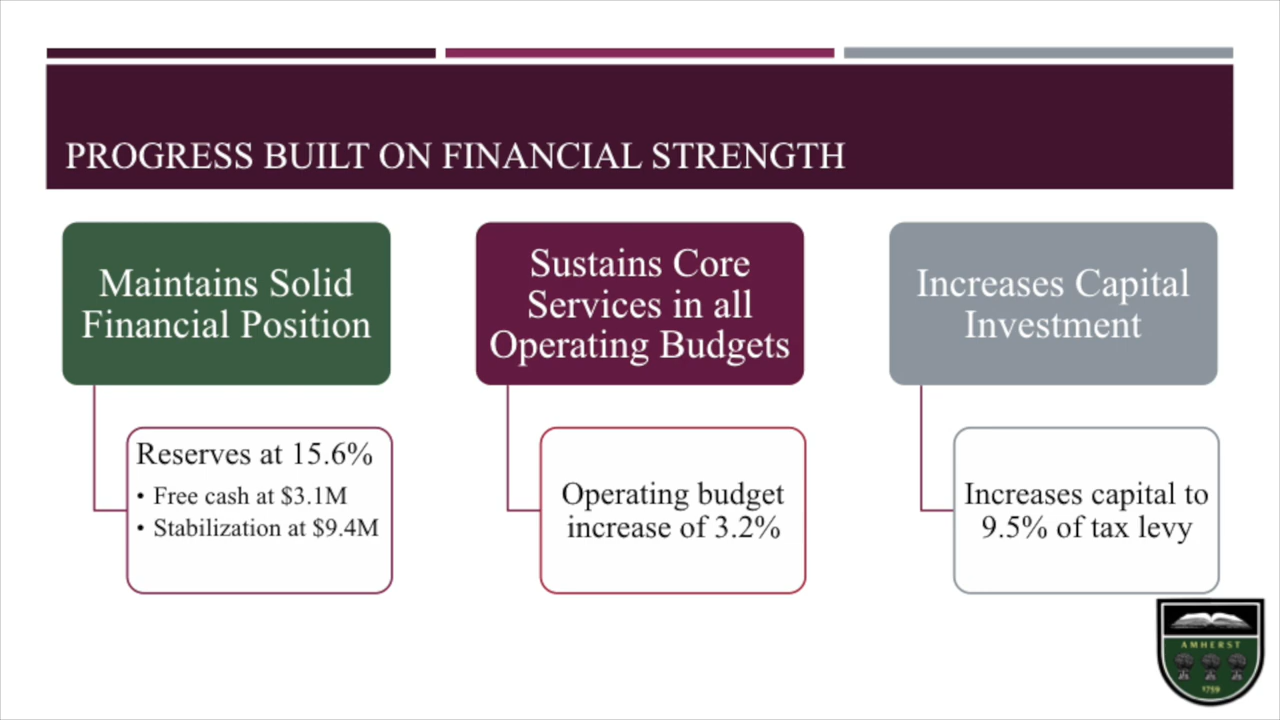 PROGRESS BUILT ON FINANCIAL STRENGTH
Maintains Solid
Financial Position
Reserves at 15.6%
• Free cash at $3.1M
• Stabilization at $9.4M
Sustains Core
Services in all
Operating Budgets
Operating budget
increase of 3.2%
Increases Capital
Investment
Increases capital to
9.5% of tax levy
AMHERST
1759